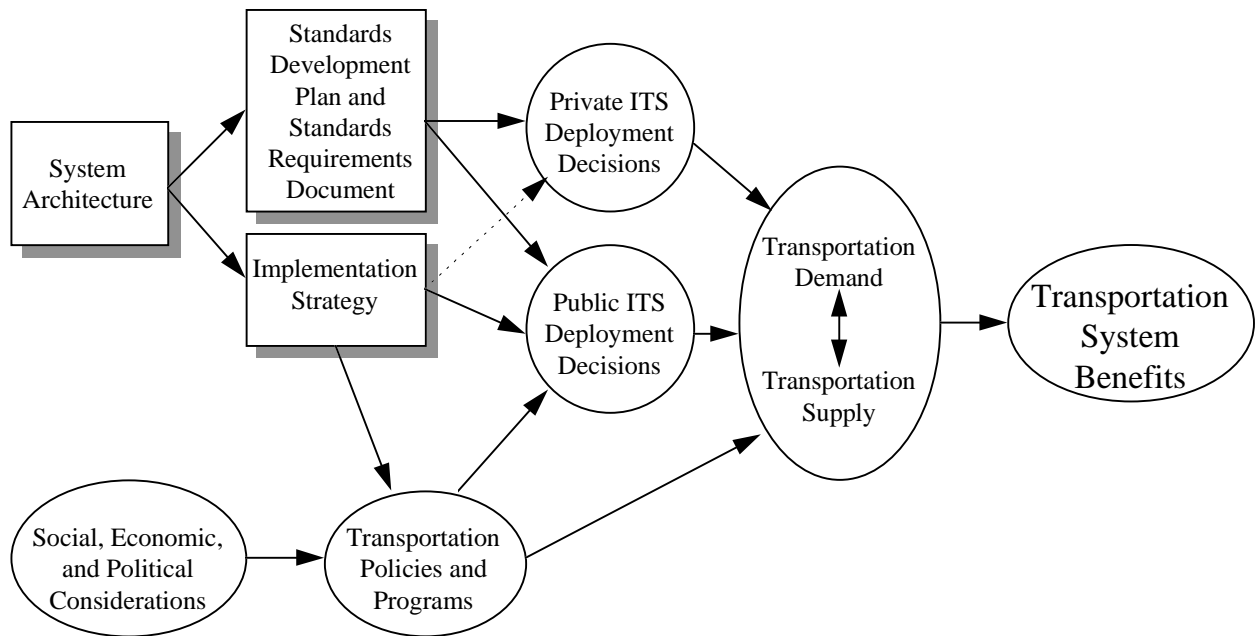 System
Architecture
Standards
Development
Plan and
Standards
Requirements
Document
Implementation
Strategy
Private ITS
Deployment
Decisions
Public ITS
Deployment
Decisions
Transportation
Demand
Transportation
Supply
Transportation
System
Benefits
Social, Economic,
and Political
Considerations
Transportation
Policies and
Programs